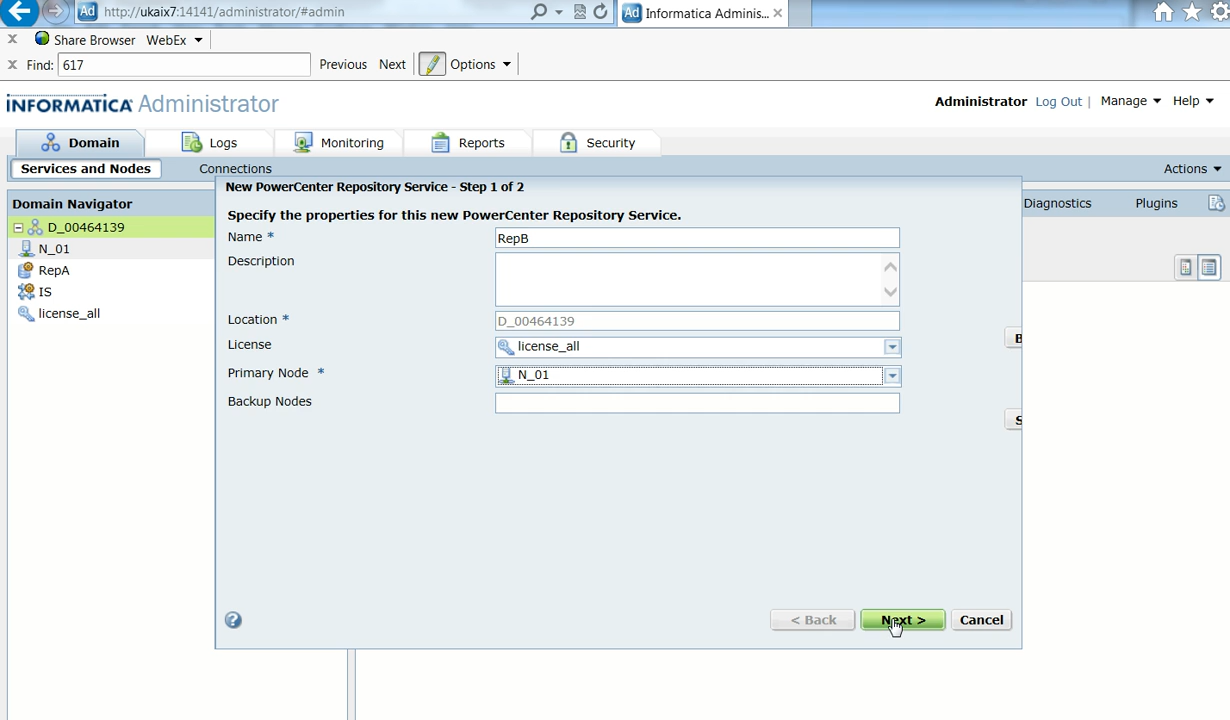 Ad http://ukaix7:14141/administrator/#admin
Ad Informatica Adminis... ×
x Share Browser WebEx
x Find: 617 Previous Next Options
INFORMATICA Administrator
Administrator Log Out | Manage Help
Domain Logs Monitoring Reports Security
Services and Nodes Connections Actions
Domain Navigator
D_00464139
N_01
RepA
IS
license_all
Diagnostics Plugins
New PowerCenter Repository Service - Step 1 of 2
Specify the properties for this new PowerCenter Repository Service.
Name * RepB
Description
Location * D_00464139
License license_all
Primary Node * N_01
Backup Nodes
? < Back Next > Cancel